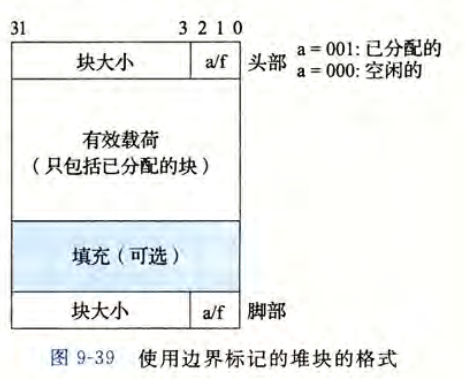 31 3 2 1 0
块大小 a/f 头部 a = 001: 已分配的
a = 000: 空闲的
有效载荷
（只包括已分配的块）
填充（可选）
块大小 a/f 脚部
图 9-39 使用边界标记的堆块的格式